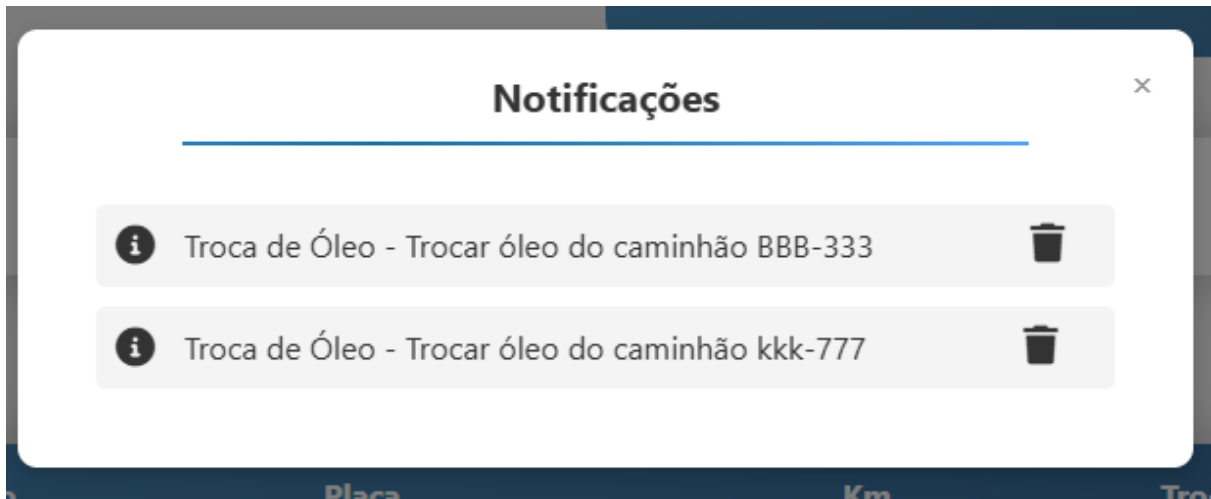 Notificações
×
Troca de Óleo - Trocar óleo do caminhão BBB-333
Troca de Óleo - Trocar óleo do caminhão kkk-777
Placa
Km